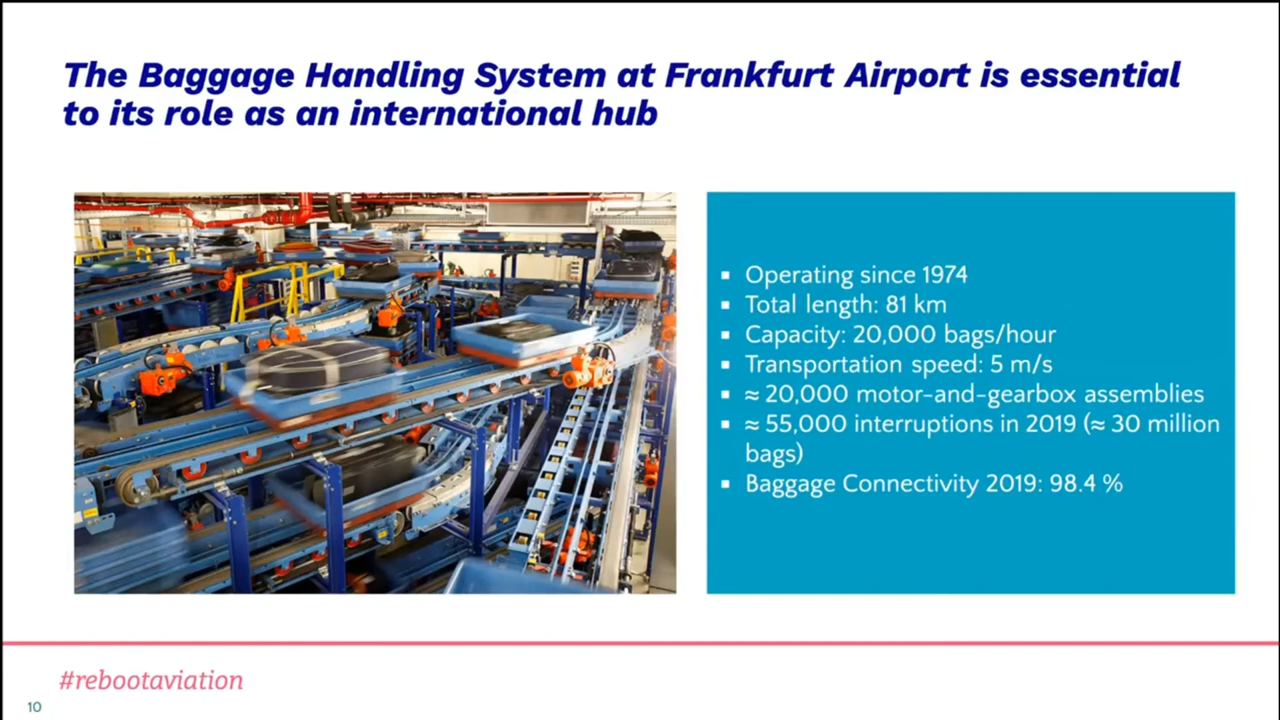 The Baggage Handling System at Frankfurt Airport is essential
to its role as an international hub
▪ Operating since 1974
▪ Total length: 81 km
▪ Capacity: 20,000 bags/hour
▪ Transportation speed: 5 m/s
▪ ≈ 20,000 motor-and-gearbox assemblies
▪ ≈ 55,000 interruptions in 2019 (≈ 30 million
bags)
▪ Baggage Connectivity 2019: 98.4 %
#rebootaviation
10